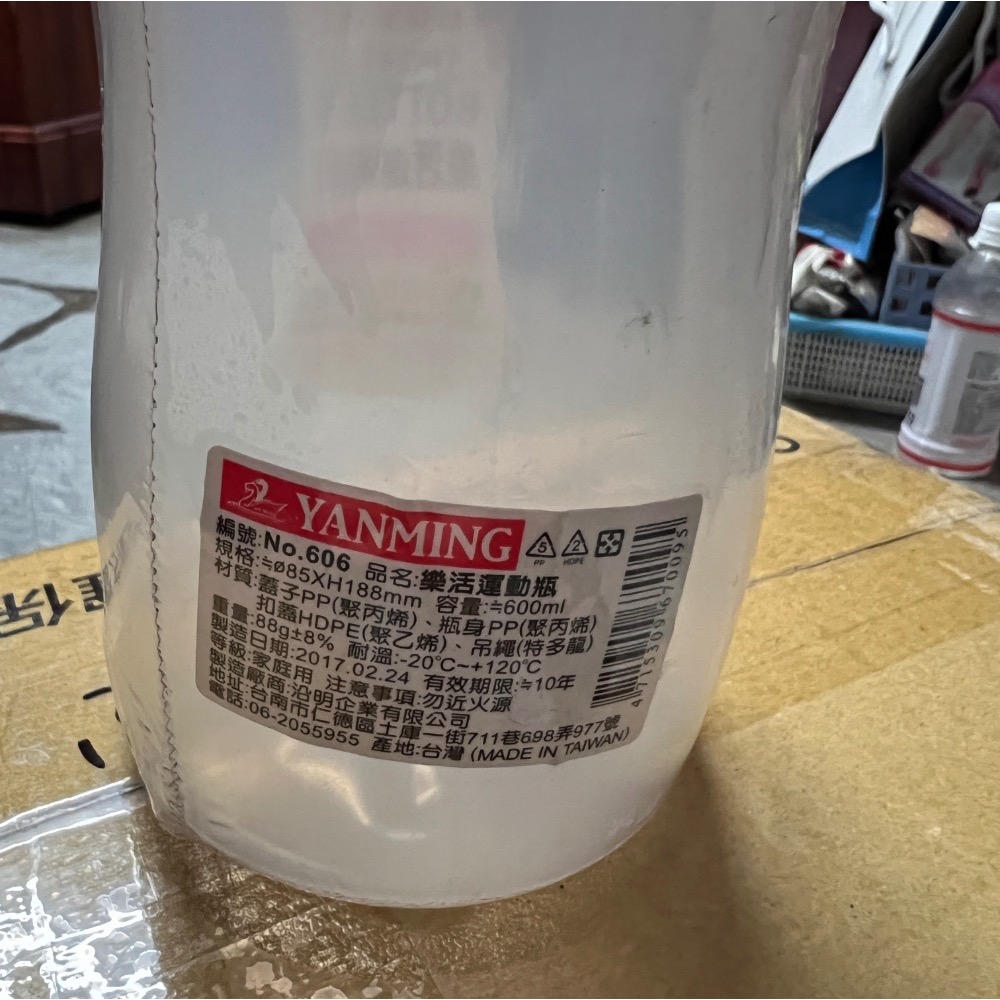 YANMING
5 PP 2 HDPE
編號:No.606 品名:樂活運動瓶
規格:≒Ø85XH188mm 容量:≒600ml
材質:蓋子PP(聚丙烯)、瓶身PP(聚丙烯)
扣蓋HDPE(聚乙烯)、吊繩(特多龍)
重量:88g±8% 耐溫:-20℃~+120℃
製造日期:2017.02.24 有效期限:≒10年
等級:家庭用 注意事項:勿近火源
製造廠商:沿明企業有限公司
地址:台南市仁德區土庫一街711巷698弄977號
電話:06-2055955 產地:台灣 (MADE IN TAIWAN)
4715309670095